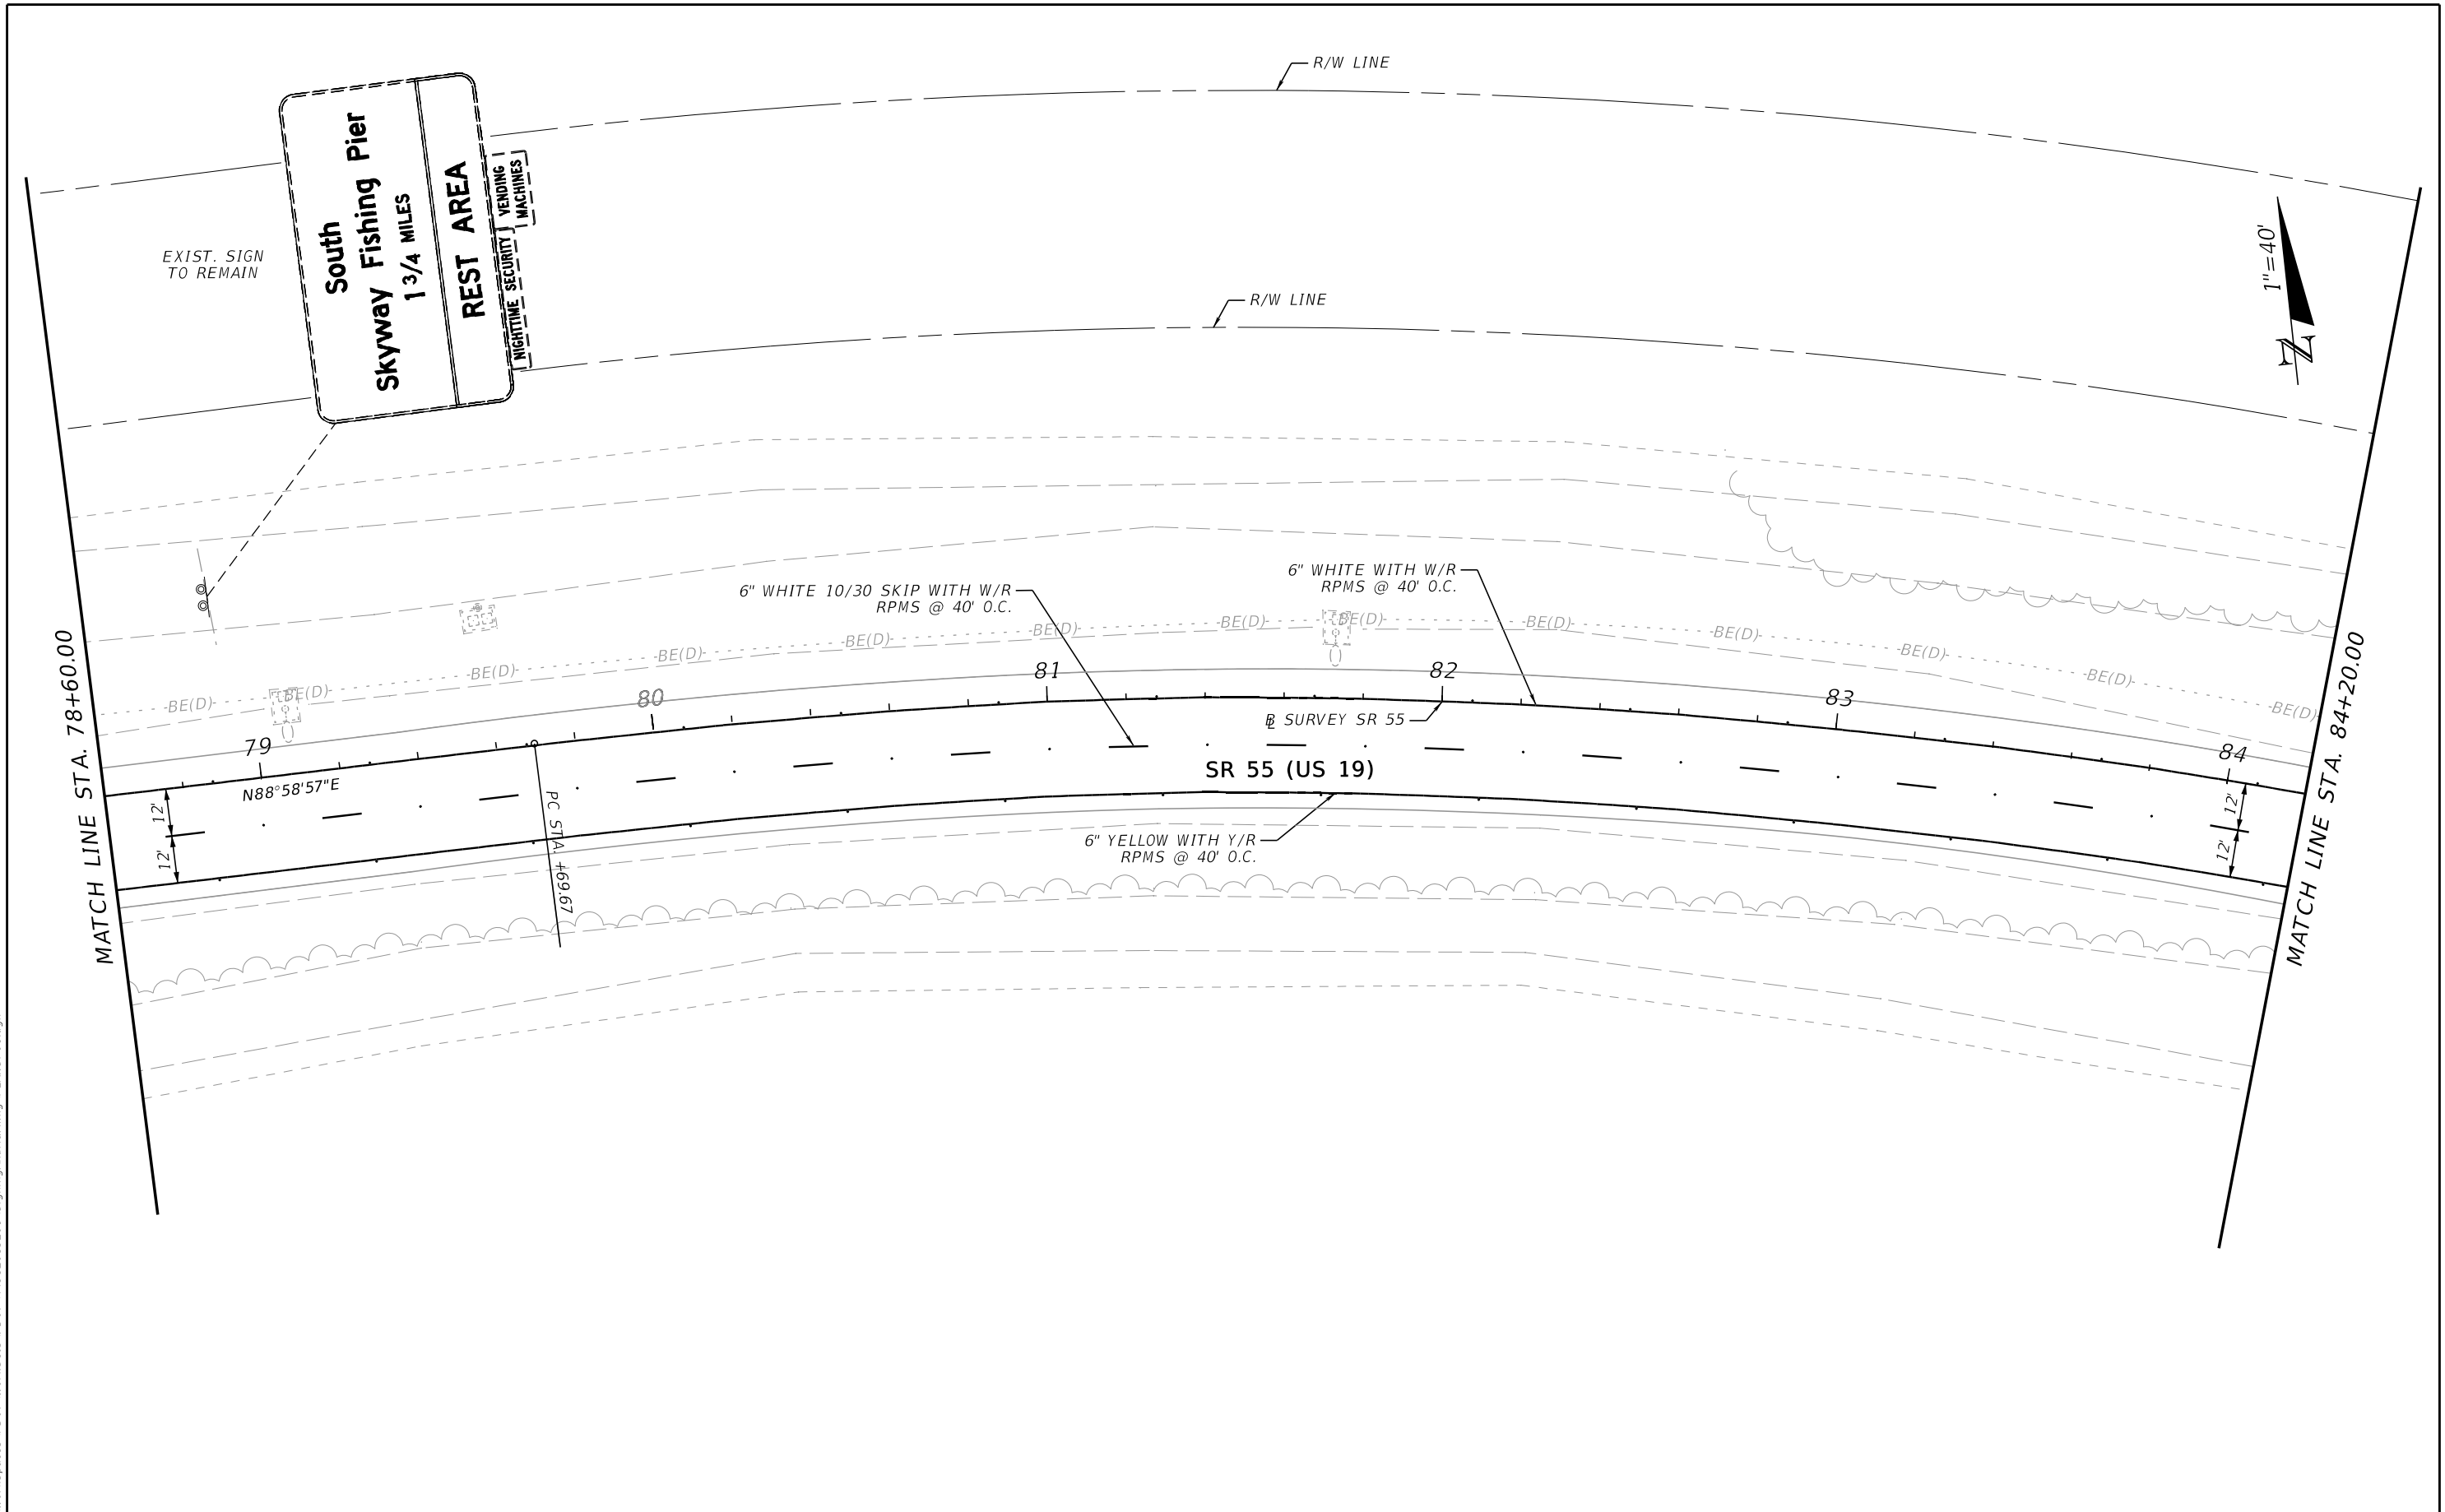 R/W LINE
South
Skyway Fishing Pier
1 3/4 MILES
REST AREA
NIGHTTIME SECURITY
VENDING
MACHINES
EXIST. SIGN
TO REMAIN
R/W LINE
1"=40'
N
6" WHITE 10/30 SKIP WITH W/R
RPMS @ 40' O.C.
6" WHITE WITH W/R
RPMS @ 40' O.C.
BE(D)
BE(D)
BE(D)
BE(D)
BE(D)
BE(D)
BE(D)
BE(D)
BE(D)
BE(D)
BE(D)
BE(D)
BE(D)
79
80
81
82
83
84
BL SURVEY SR 55
SR 55 (US 19)
N88°58'57"E
PC STA. +69.67
12'
12'
12'
12'
6" YELLOW WITH Y/R
RPMS @ 40' O.C.
MATCH LINE STA. 78+60.00
MATCH LINE STA. 84+20.00